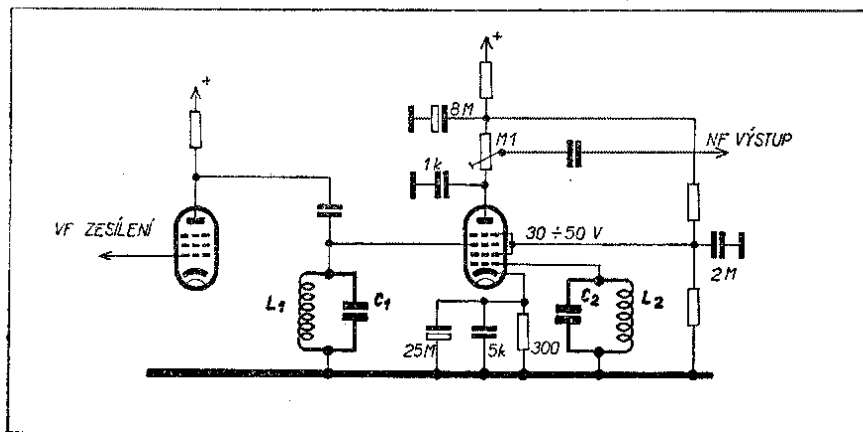 +
+
8M
M1
NF VÝSTUP
1k
VF ZESÍLENÍ
30÷50 V
2M
L1
C1
C2
L2
25M
5k
300